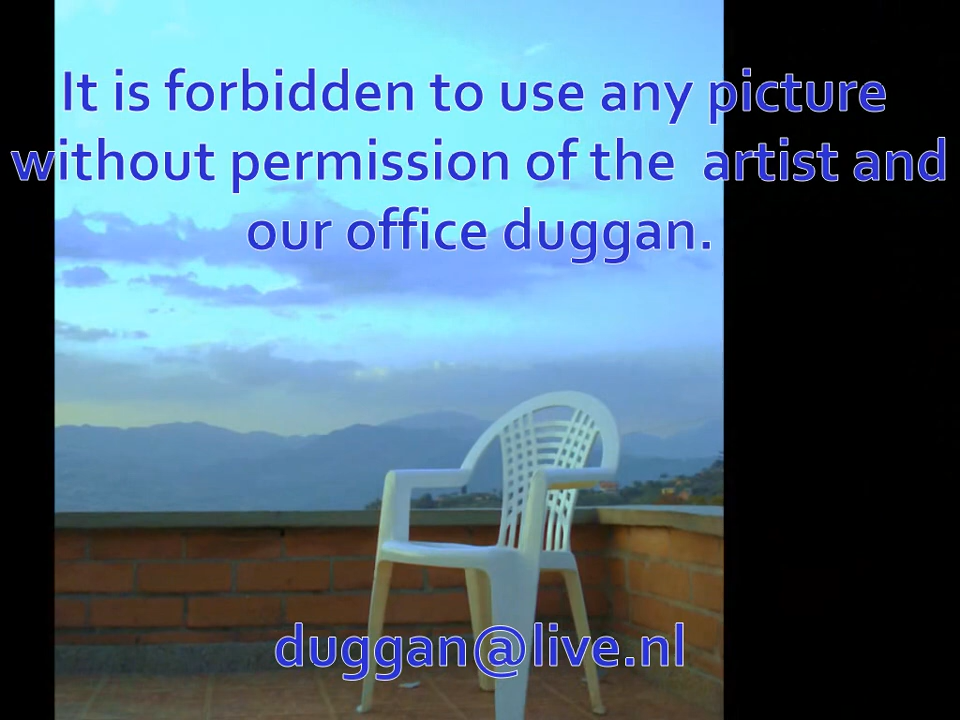 It is forbidden to use any picture
without permission of the  artist and
our office duggan.
duggan@live.nl